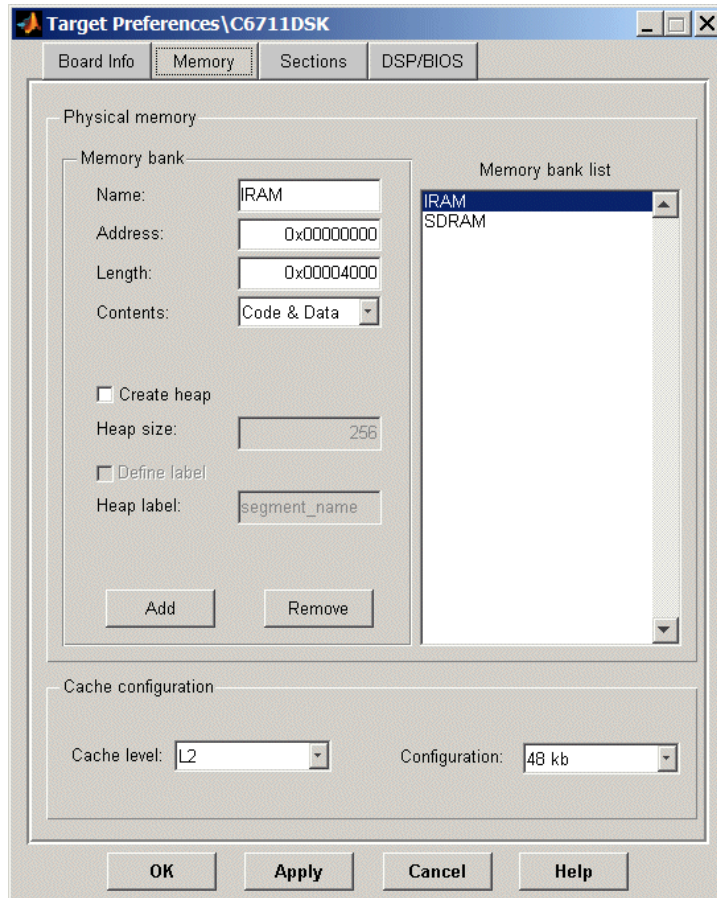 Target Preferences\C6711DSK
Board Info Memory Sections DSP/BIOS
Physical memory
Memory bank
Name: IRAM
Address: 0x00000000
Length: 0x00004000
Contents: Code & Data
Create heap
Heap size: 256
Define label
Heap label: segment_name
Add Remove
Memory bank list
IRAM
SDRAM
Cache configuration
Cache level: L2 Configuration: 48 kb
OK Apply Cancel Help